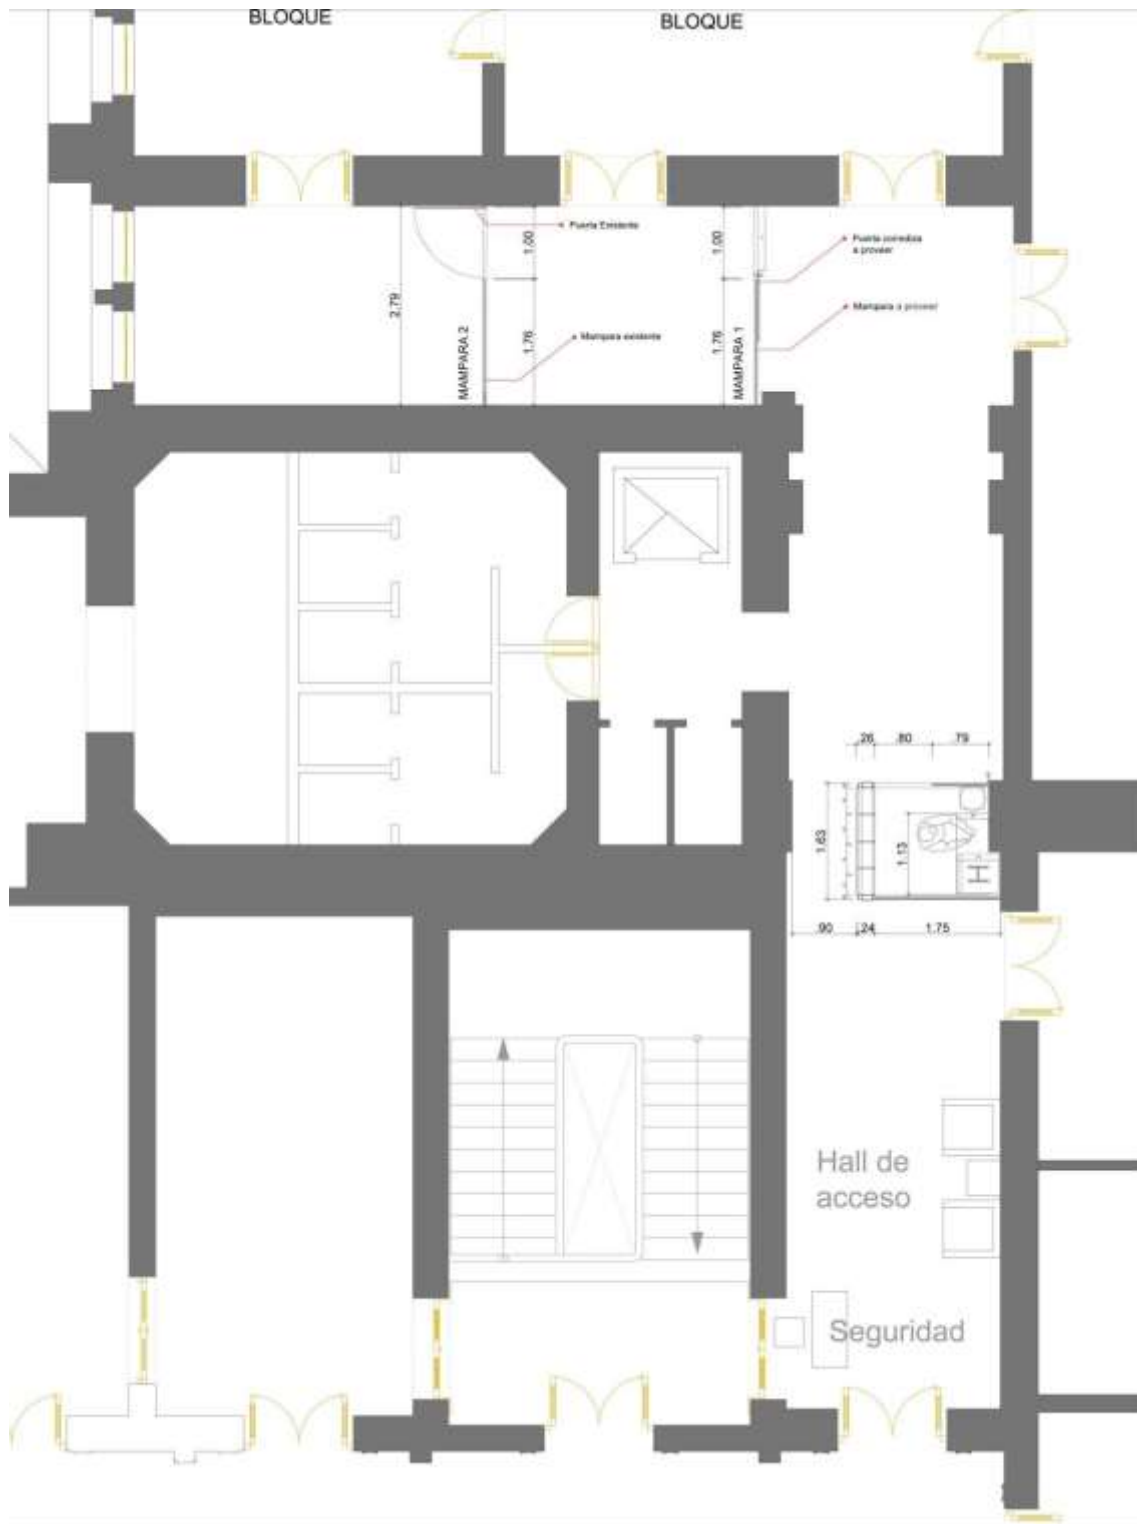 BLOQUE
BLOQUE
Puerta Existente
1.00
1.00
Puerta corrediza
a proveer
2.79
Mampara a proveer
MAMPARA 2
1.76
Mampara existente
1.76
MAMPARA 1
.26
.80
.79
1.63
1.13
H
.90
.24
1.75
Hall de
acceso
Seguridad